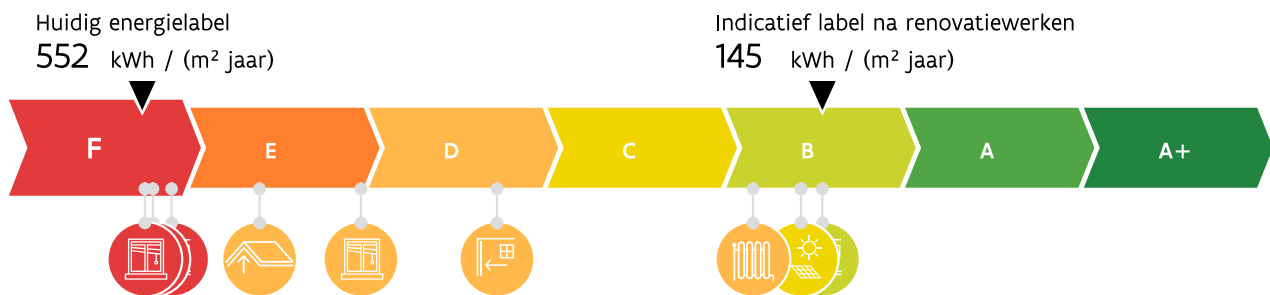 Huidig energielabel
552 kWh / (m² jaar)
Indicatief label na renovatiewerken
145 kWh / (m² jaar)
F E D C B A A+